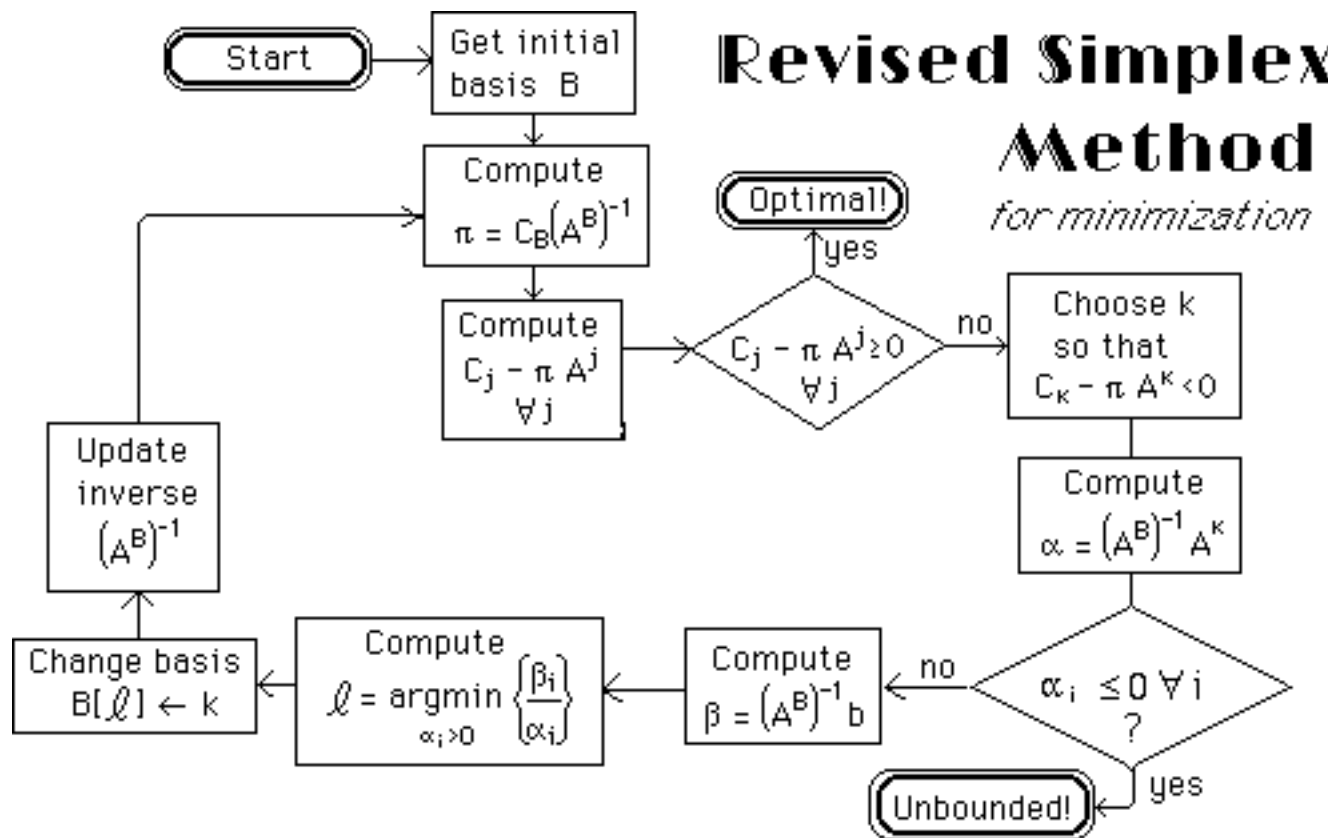 Revised Simplex
Method
for minimization
Start
Get initial
basis B
Compute
π = C_B(A^B)^-1
Compute
C_j - π A^j
∀ j
C_j - π A^j ≥ 0
∀ j
yes
Optimal!
no
Choose k
so that
C_K - π A^K < 0
Compute
α = (A^B)^-1 A^K
α_i ≤ 0 ∀ i
?
yes
Unbounded!
no
Compute
β = (A^B)^-1 b
Compute
ℓ = argmin {β_i/α_i}
α_i>0
Change basis
B[ℓ] ← k
Update
inverse
(A^B)^-1